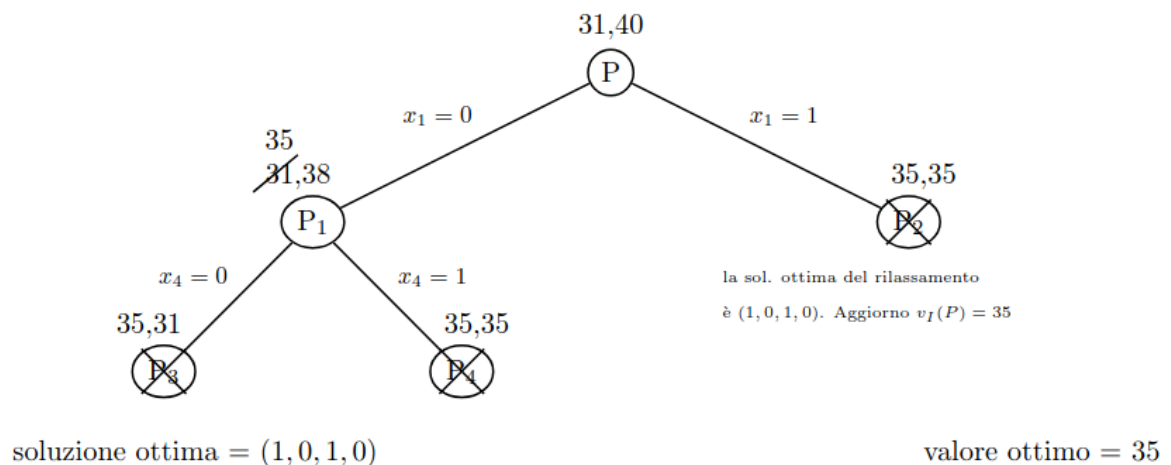 31,40
P
x₁ = 0
x₁ = 1
35
31,38
35,35
P₁
P₂
x₄ = 0
x₄ = 1
la sol. ottima del rilassamento
è (1, 0, 1, 0). Aggiorno v_I(P) = 35
35,31
35,35
P₃
P₄
soluzione ottima = (1, 0, 1, 0)
valore ottimo = 35